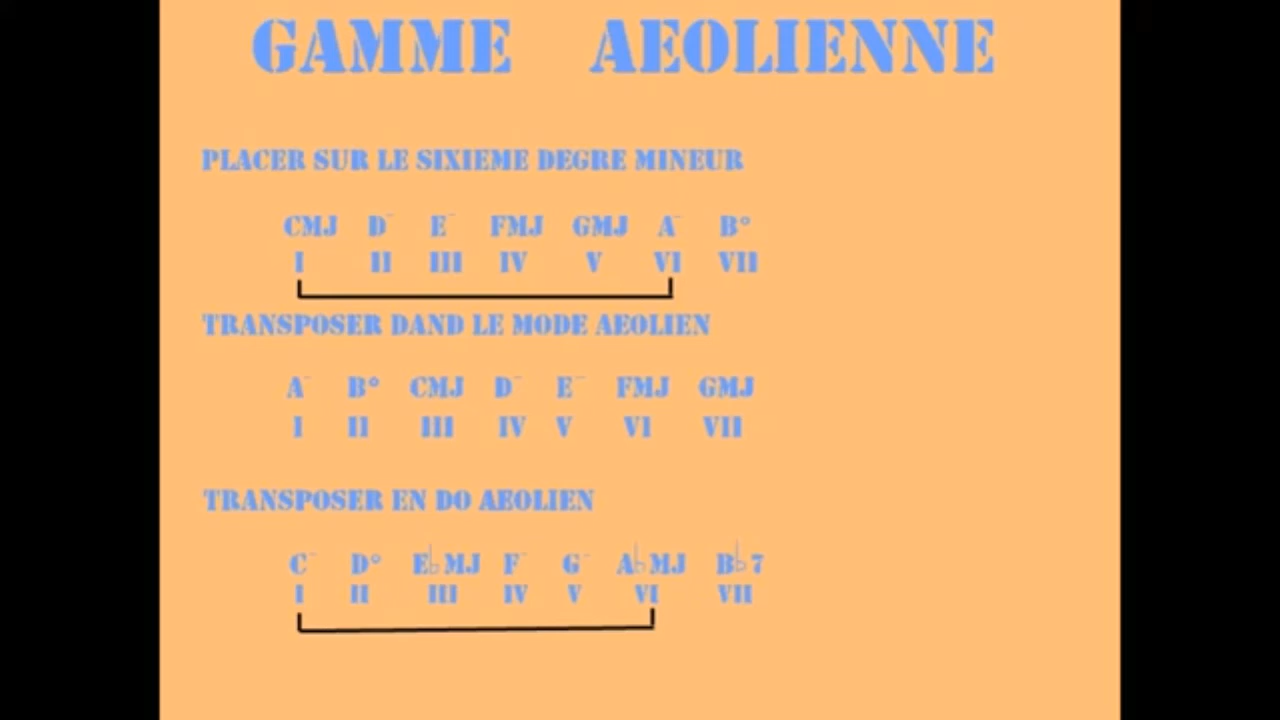 GAMME AEOLIENNE
PLACER SUR LE SIXIEME DEGRE MINEUR
CMJ D- E- FMJ GMJ A- B°
I II III IV V VI VII
TRANSPOSER DAND LE MODE AEOLIEN
A- B° CMJ D- E- FMJ GMJ
I II III IV V VI VII
TRANSPOSER EN DO AEOLIEN
C- D° E♭MJ F- G- A♭MJ B♭7
I II III IV V VI VII